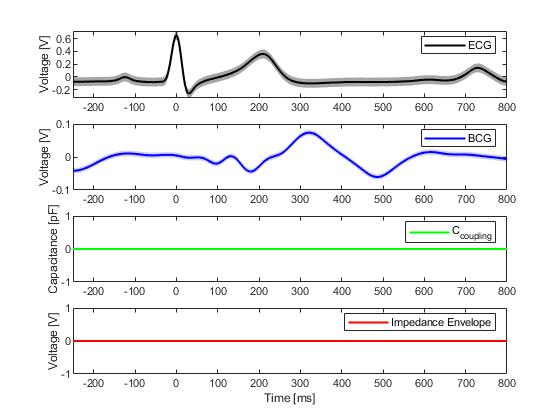 Voltage [V]
0.6
0.4
0.2
0
-0.2
ECG
-200 -100 0 100 200 300 400 500 600 700 800
Voltage [V]
0.1
0
-0.1
BCG
-200 -100 0 100 200 300 400 500 600 700 800
Capacitance [pF]
1
0
-1
C coupling
-200 -100 0 100 200 300 400 500 600 700 800
Voltage [V]
1
0
-1
Impedance Envelope
-200 -100 0 100 200 300 400 500 600 700 800
Time [ms]